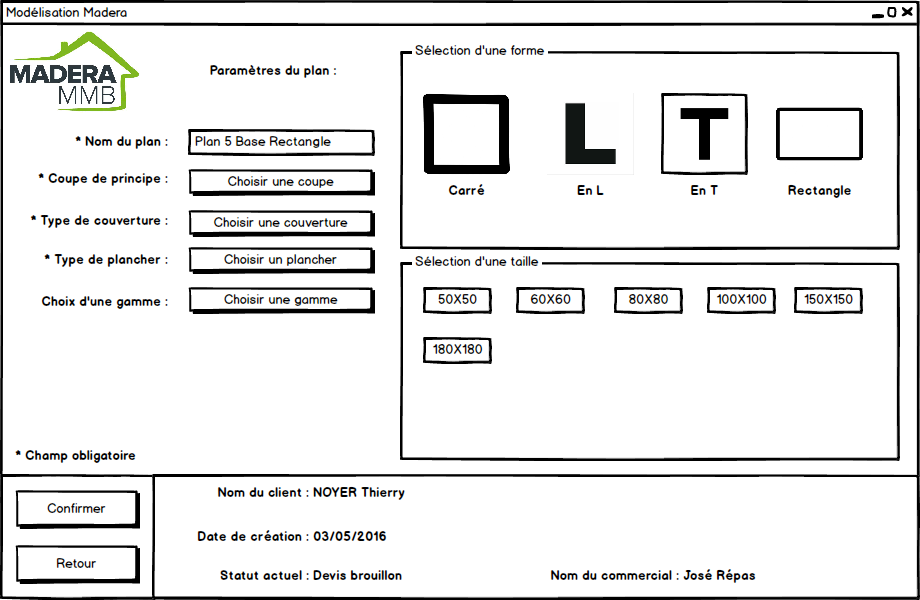 Modélisation Madera
MADERA
MMB
Paramètres du plan :
* Nom du plan : Plan 5 Base Rectangle
* Coupe de principe : Choisir une coupe
* Type de couverture : Choisir une couverture
* Type de plancher : Choisir un plancher
Choix d'une gamme : Choisir une gamme
* Champ obligatoire
Sélection d'une forme
L T
Carré En L En T Rectangle
Sélection d'une taille
50X50 60X60 80X80 100X100 150X150
180X180
Confirmer
Retour
Nom du client : NOYER Thierry
Date de création : 03/05/2016
Statut actuel : Devis brouillon Nom du commercial : José Répas